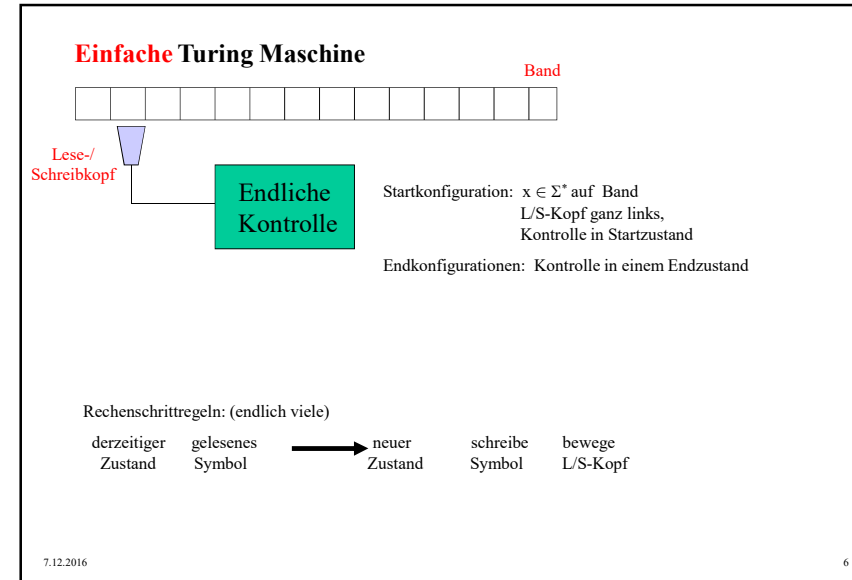 Einfache Turing Maschine
Band
Lese-/
Schreibkopf
Endliche
Kontrolle
Startkonfiguration: x ∈ Σ* auf Band
L/S-Kopf ganz links,
Kontrolle in Startzustand
Endkonfigurationen: Kontrolle in einem Endzustand
Rechenschrittregeln: (endlich viele)
derzeitiger gelesenes neuer schreibe bewege
Zustand Symbol Zustand Symbol L/S-Kopf
7.12.2016 6